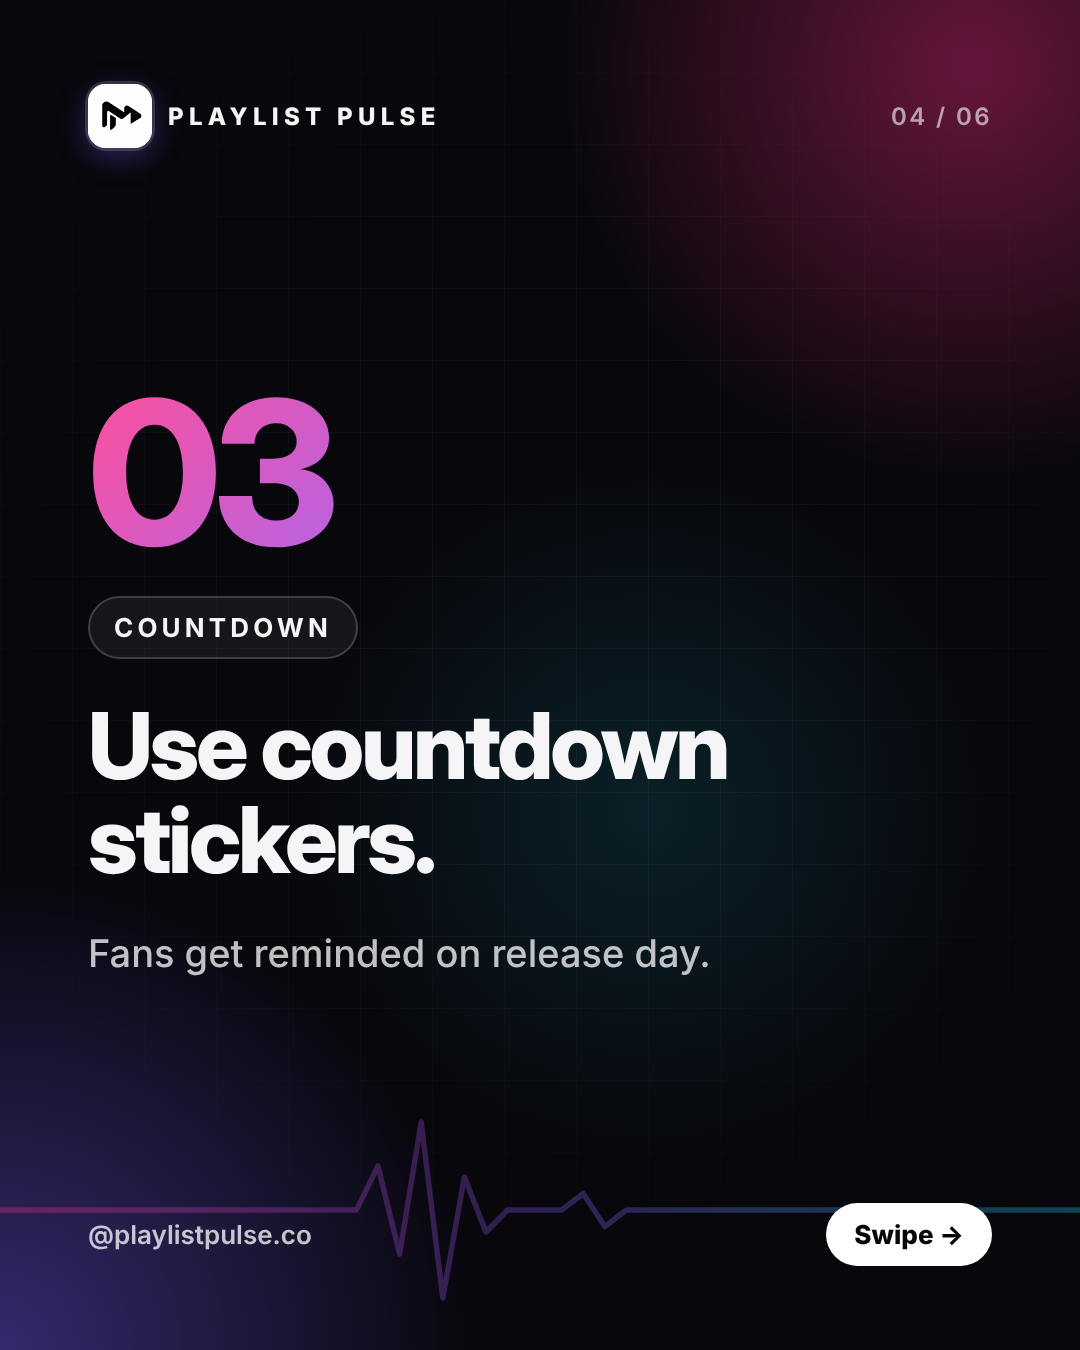 PLAYLIST PULSE
04 / 06
03
COUNTDOWN
Use countdown
stickers.
Fans get reminded on release day.
@playlistpulse.co
Swipe →